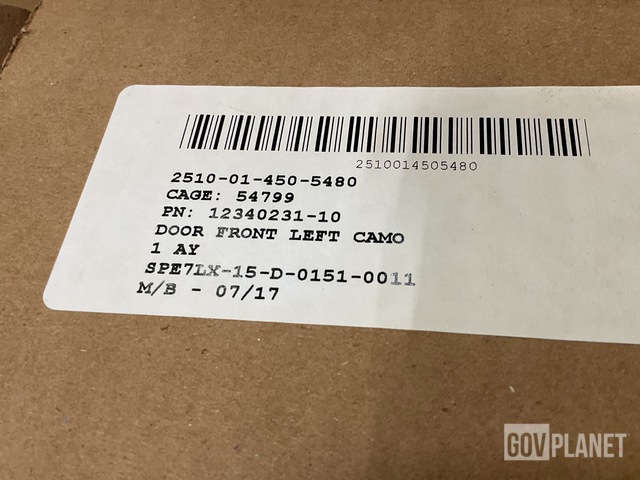 2510014505480
2510-01-450-5480
CAGE: 54799
PN: 12340231-10
DOOR FRONT LEFT CAMO
1 AY
SPE7LX-15-D-0151-0011
M/B - 07/17
GOVPLANET